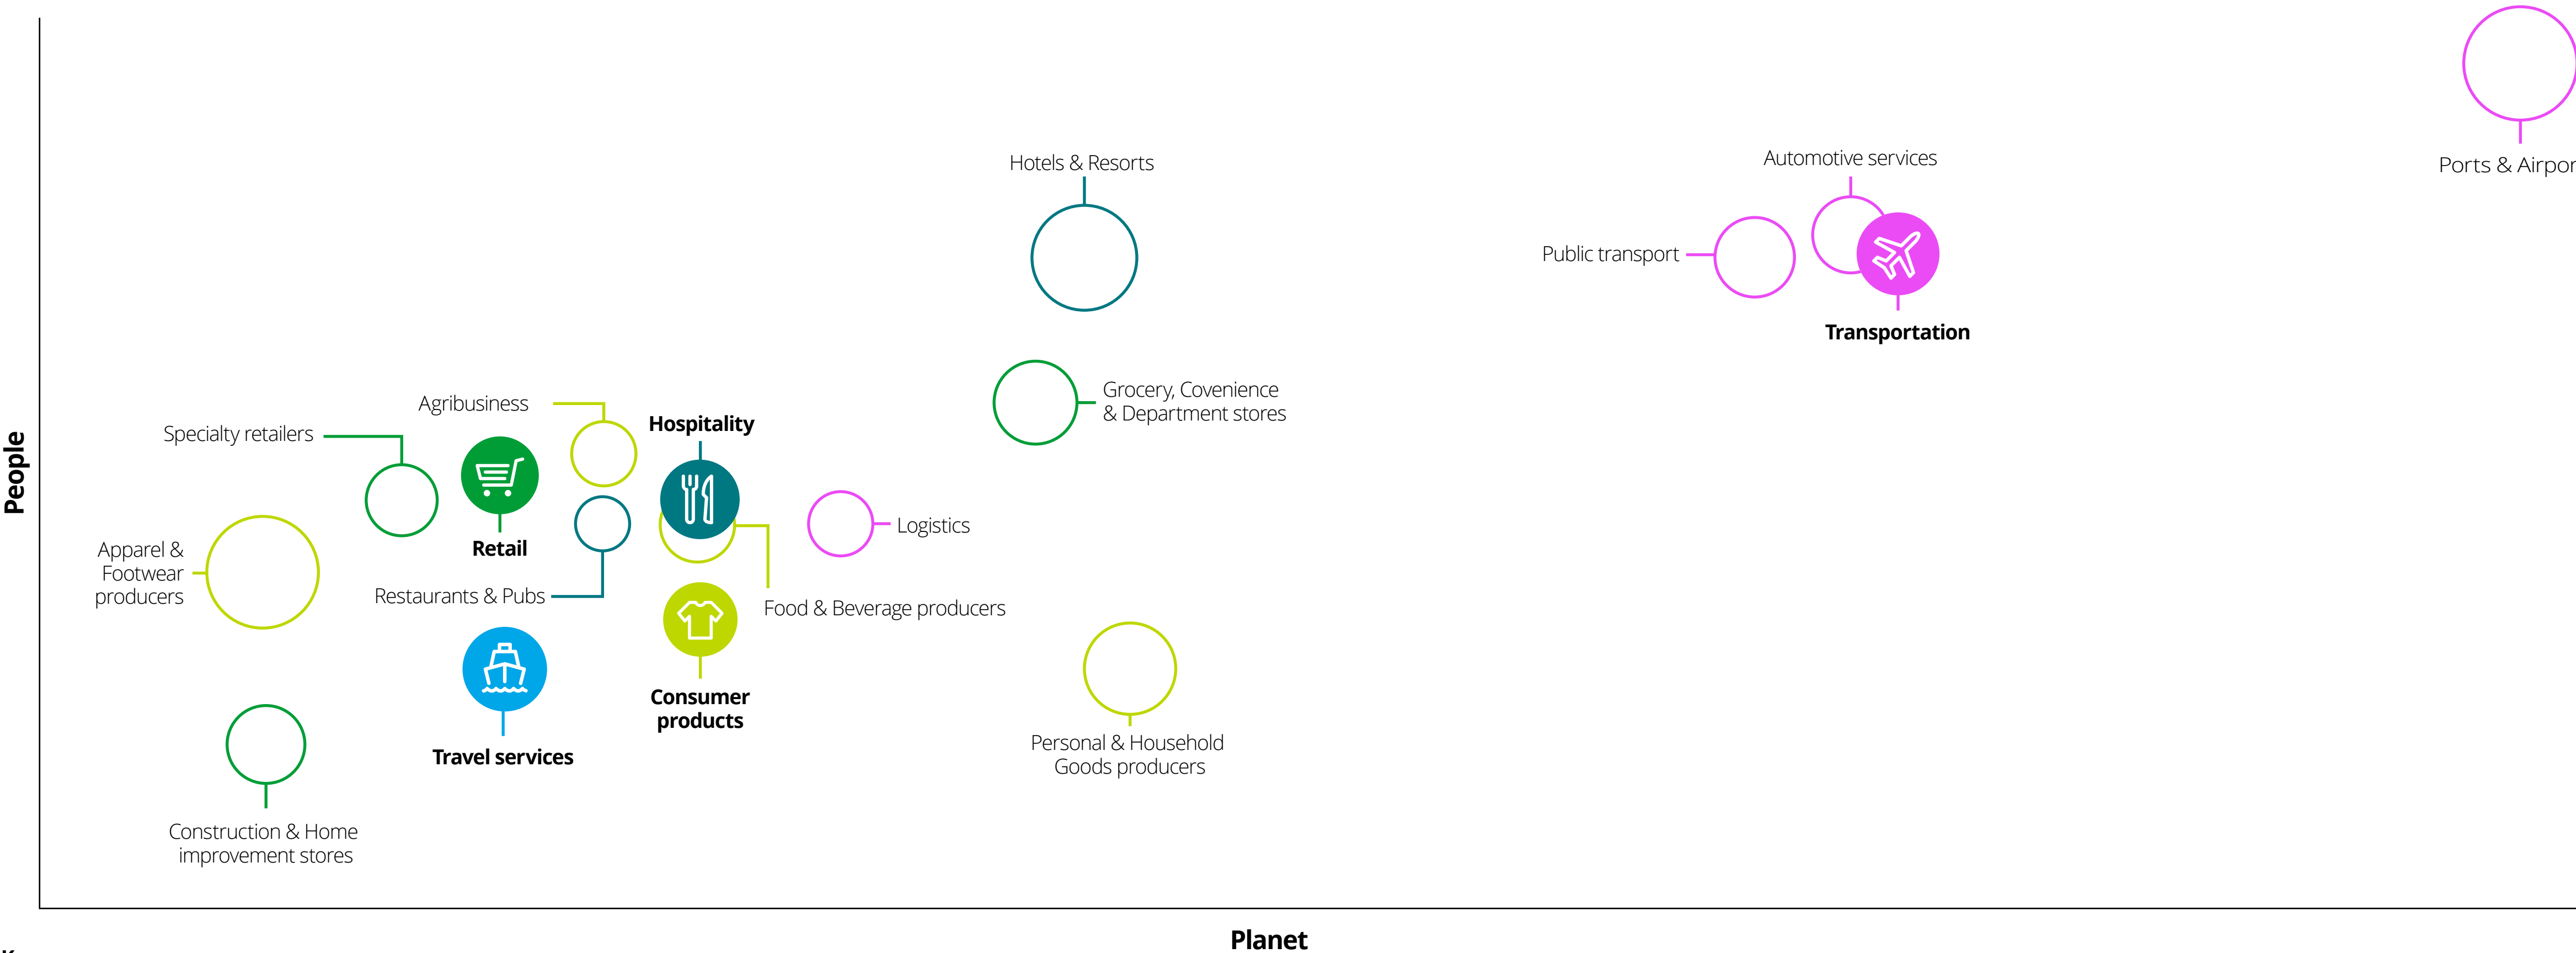 Hotels & Resorts
Automotive services
Ports & Airpor
Public transport
Transportation
Grocery, Covenience
& Department stores
Agribusiness
Hospitality
Specialty retailers
People
Logistics
Retail
Apparel &
Footwear
producers
Restaurants & Pubs
Food & Beverage producers
Consumer
products
Travel services
Personal & Household
Goods producers
Construction & Home
improvement stores
Planet